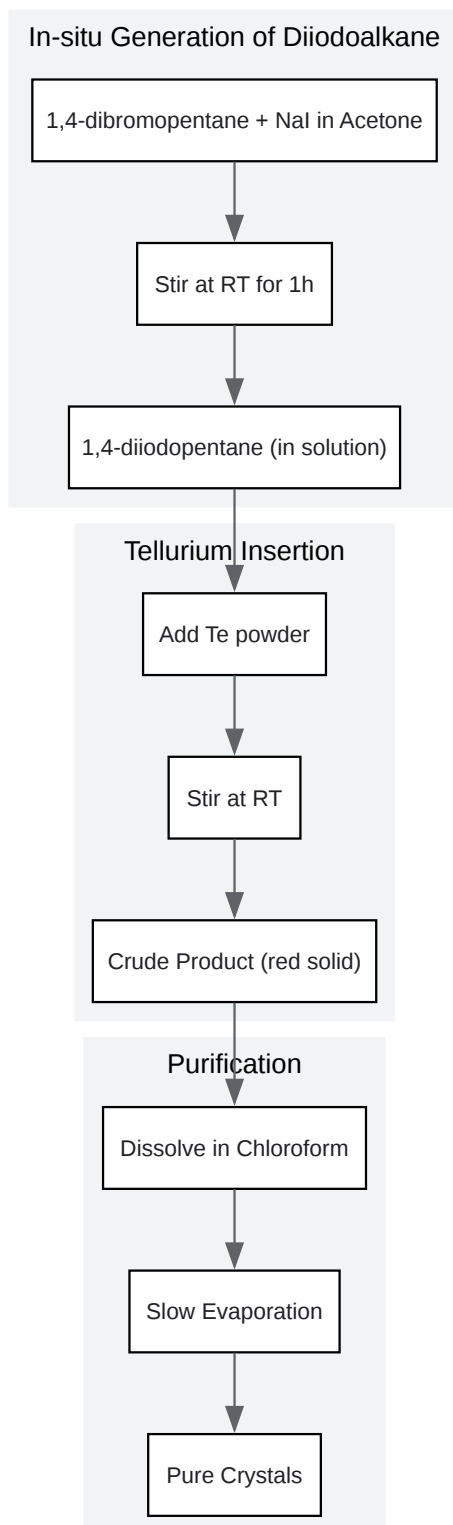 In-situ Generation of Diiodoalkane
1,4-dibromopentane + NaI in Acetone
Stir at RT for 1h
1,4-diiodopentane (in solution)
Tellurium Insertion
Add Te powder
Stir at RT
Crude Product (red solid)
Purification
Dissolve in Chloroform
Slow Evaporation
Pure Crystals